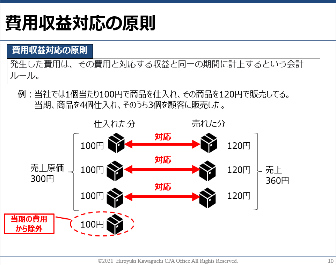 費用収益対応の原則
費用収益対応の原則
発生した費用は、その費用と対応する収益と同一の期間に計上するという会計
ルール。
例：当社では1個当たり100円で商品を仕入れ、その商品を120円で販売してる。
当期、商品を4個仕入れ、そのうち3個を顧客に販売した。
仕入れた分
売れた分
100円
対応
120円
100円
対応
120円
100円
対応
120円
売上原価
300円
売上
360円
当期の費用
から除外
100円
©2021 Hiroyuki Kawaguchi CPA Office All Rights Reserved.
10